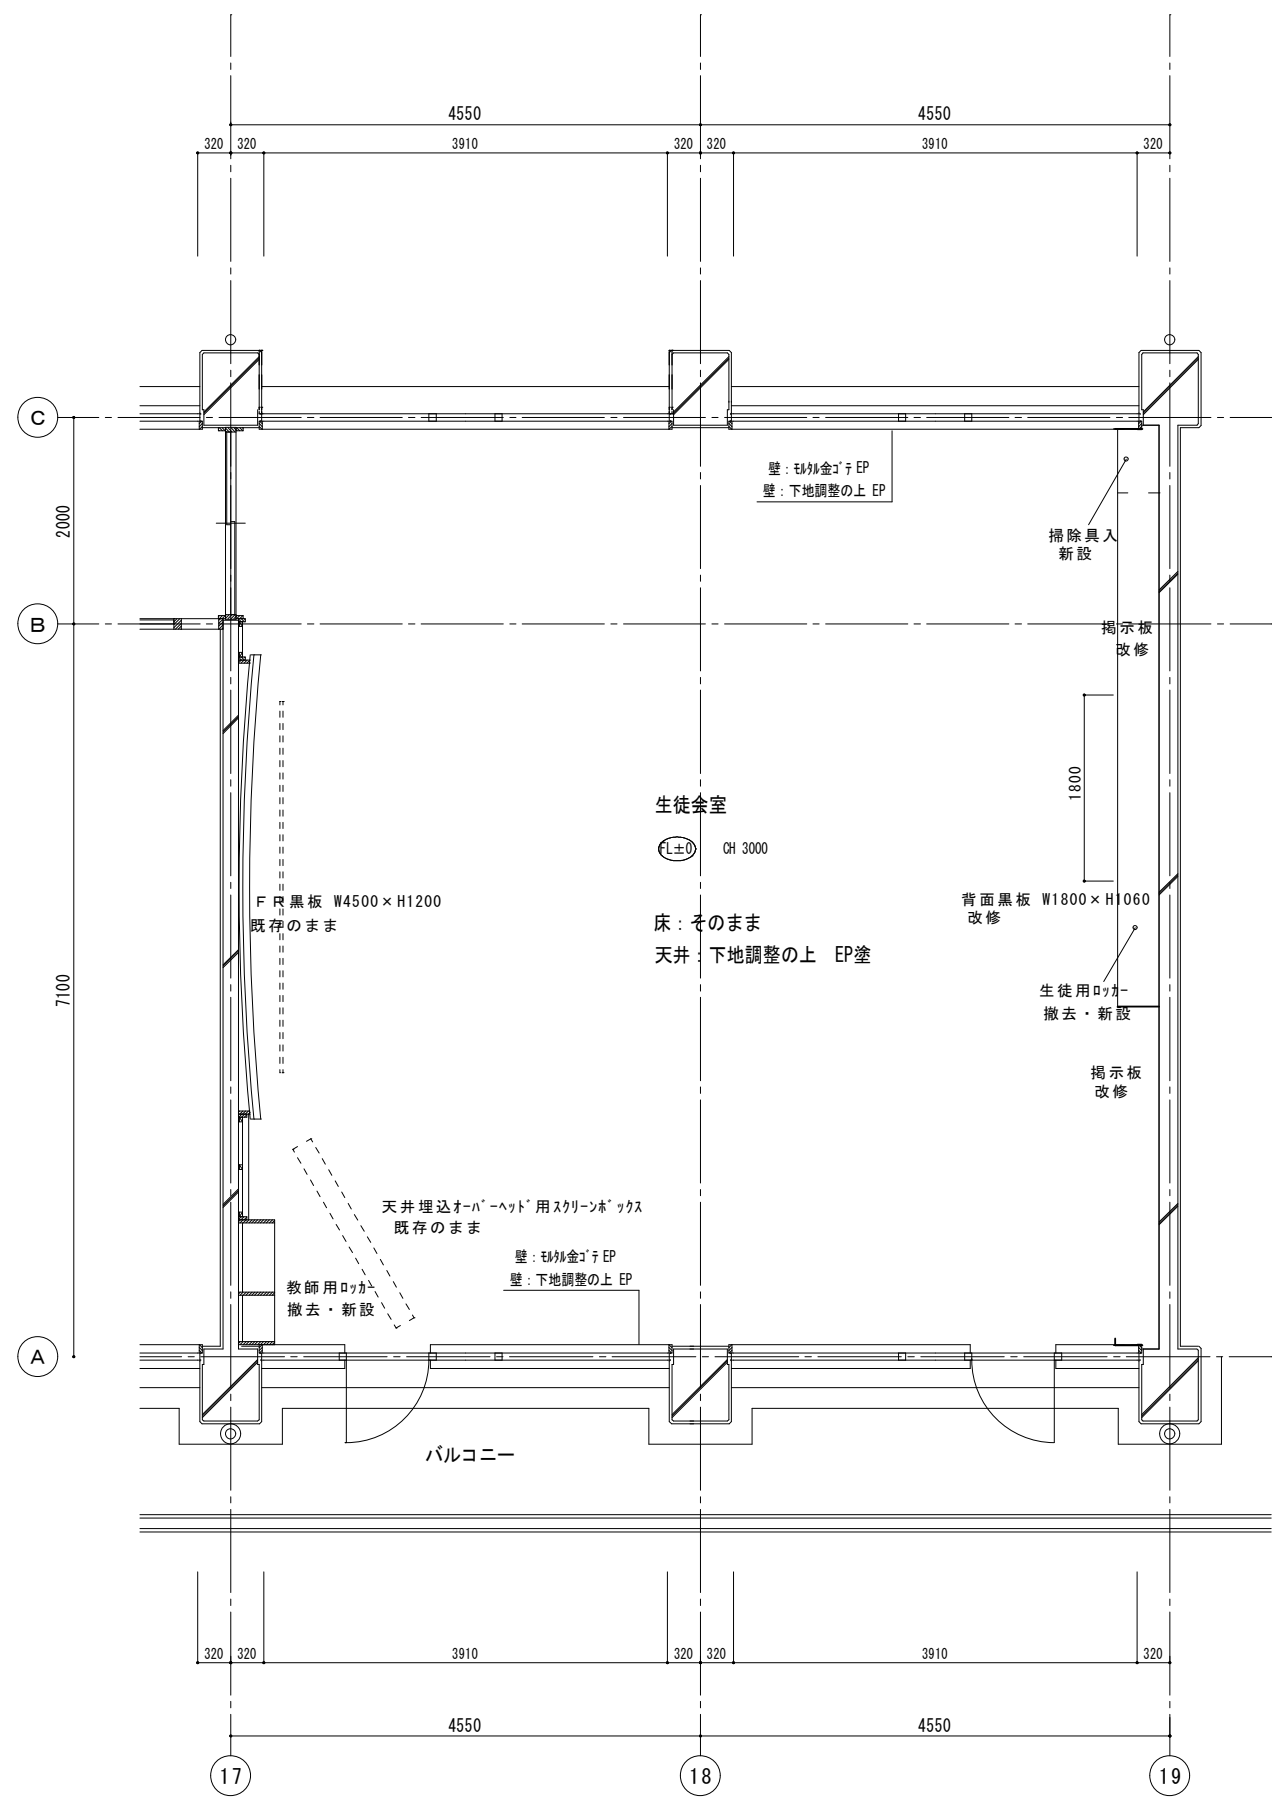 4550 4550
320 320 3910 320 320 3910 320
C
壁：ﾓﾙﾀﾙ金ｺﾞﾃ EP
壁：下地調整の上 EP
掃除具入
新設
2000
B
掲示板
改修
1800
生徒会室
FL±0 CH 3000
FR黒板 W4500×H1200
既存のまま
背面黒板 W1800×H1060
改修
床：そのまま
天井：下地調整の上 EP塗
7100
生徒用ﾛｯｶｰ
撤去・新設
掲示板
改修
天井埋込ｵｰﾊﾞｰﾍｯﾄﾞ用ｽｸﾘｰﾝﾎﾞｯｸｽ
既存のまま
壁：ﾓﾙﾀﾙ金ｺﾞﾃ EP
壁：下地調整の上 EP
教師用ﾛｯｶｰ
撤去・新設
A
バルコニー
320 320 3910 320 320 3910 320
4550 4550
17 18 19